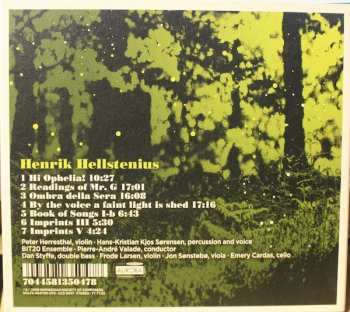 Henrik Hellstenius
1 Hi Ophelia! 10:27
2 Readings of Mr. G 17:01
3 Ombra della Sera 16:08
4 By the voice a faint light is shed 17:16
5 Book of Songs I-b 6:43
6 Imprints III 5:30
7 Imprints V 4:24
Peter Herresthal, violin · Hans-Kristian Kjos Sørensen, percussion and voice
BIT20 Ensemble · Pierre-André Valade, conductor
Dan Styffe, double bass · Frode Larsen, violin · Jon Sønstebø, viola · Emery Cardas, cello
7044581350478